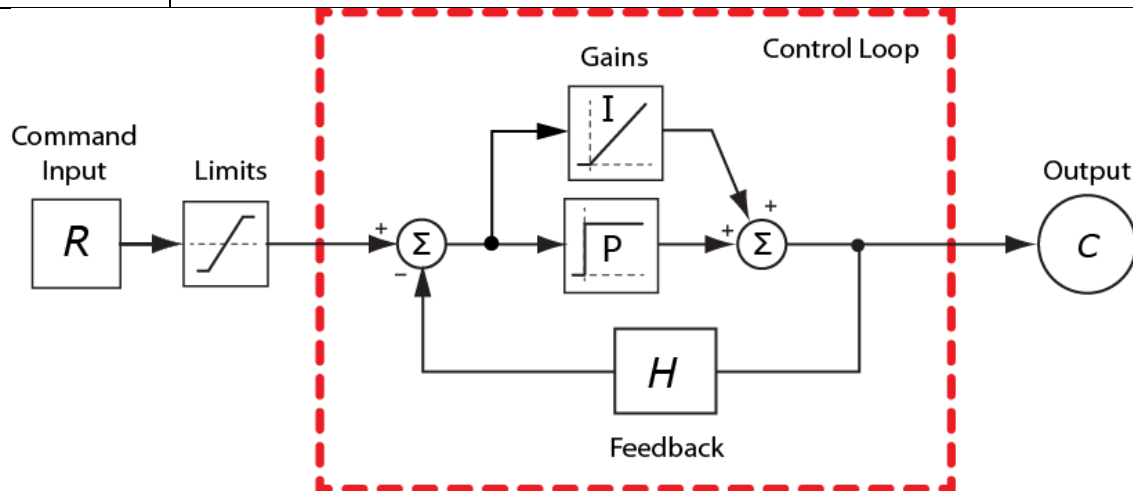 Control Loop
Gains
I
Command
Input
Limits
Output
R
+
Σ
−
P
+
+
Σ
C
H
Feedback